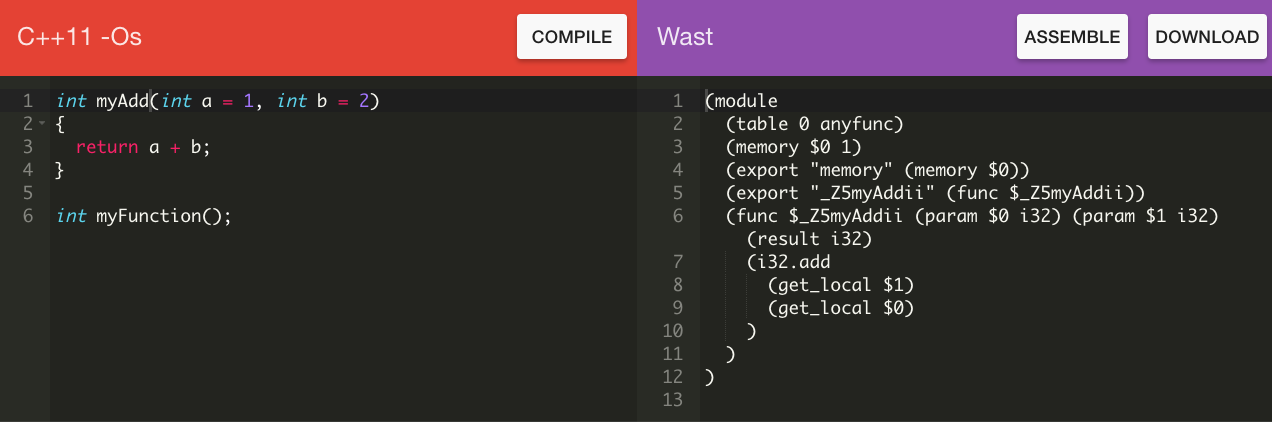 C++11 -Os
COMPILE
1 int myAdd(int a = 1, int b = 2)
2 {
3   return a + b;
4 }
5
6 int myFunction();
Wast
ASSEMBLE
DOWNLOAD
1 (module
2   (table 0 anyfunc)
3   (memory $0 1)
4   (export "memory" (memory $0))
5   (export "_Z5myAddii" (func $_Z5myAddii))
6   (func $_Z5myAddii (param $0 i32) (param $1 i32)
    (result i32)
7     (i32.add
8       (get_local $1)
9       (get_local $0)
10     )
11   )
12 )
13